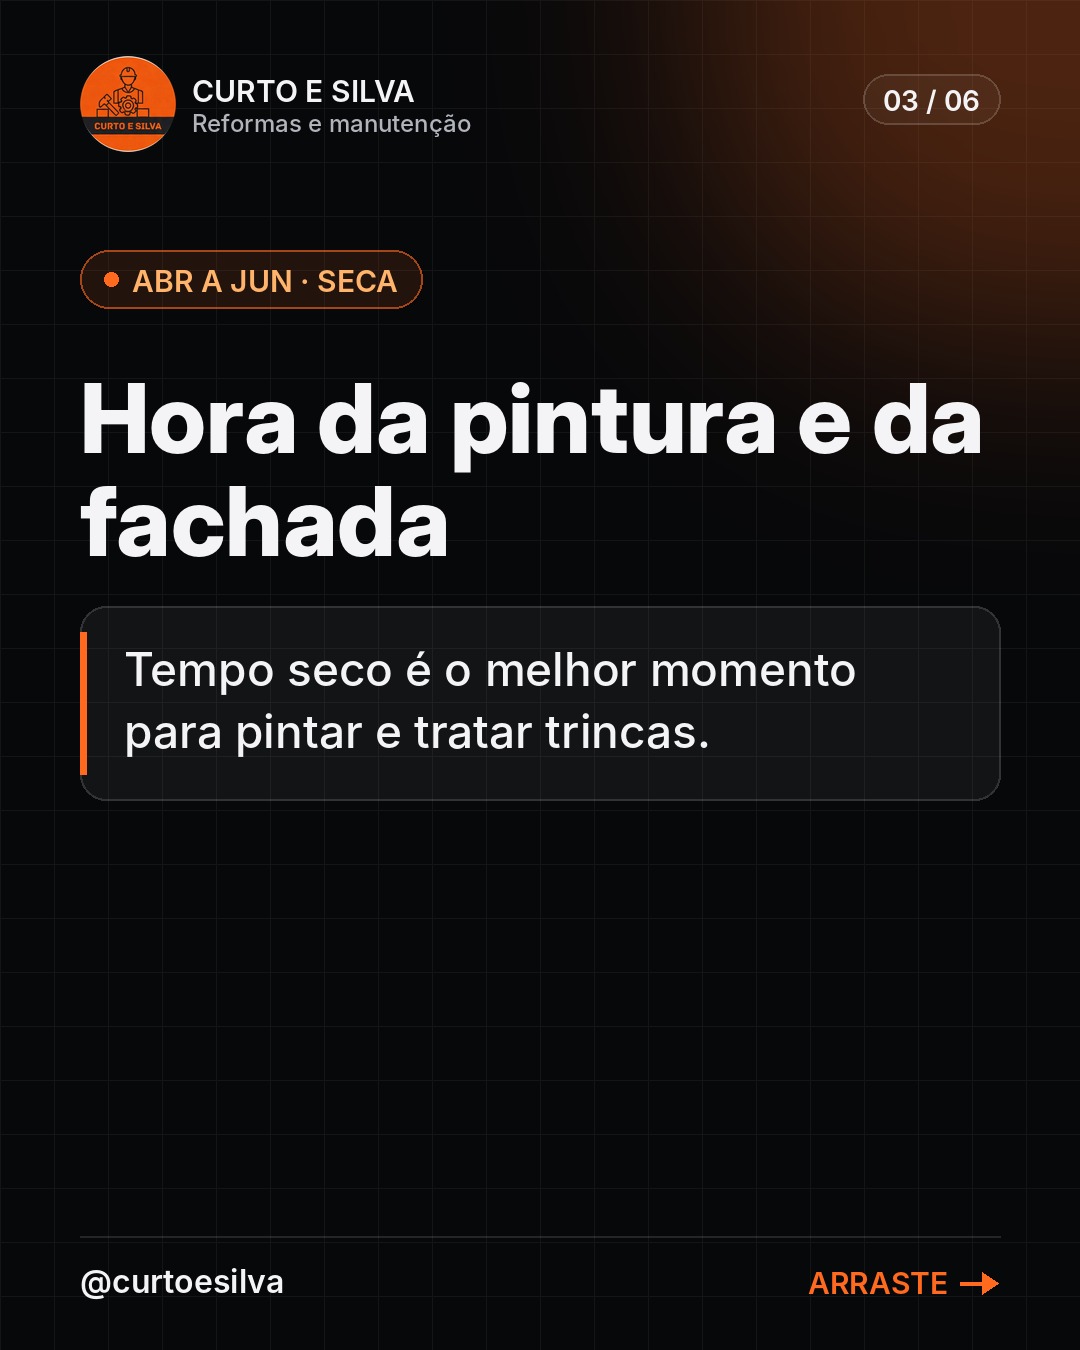 CURTO E SILVA
CURTO E SILVA
Reformas e manutenção
03 / 06
ABR A JUN · SECA
Hora da pintura e da
fachada
Tempo seco é o melhor momento
para pintar e tratar trincas.
@curtoesilva
ARRASTE